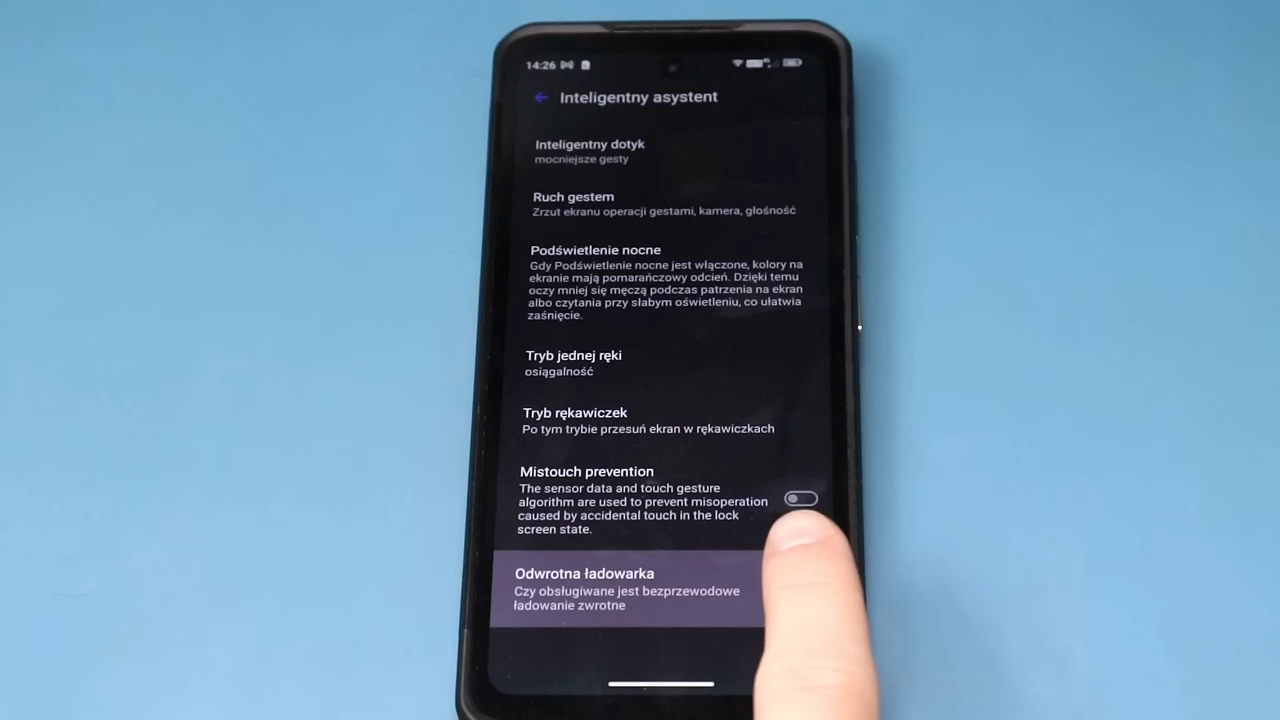 14:26
Inteligentny asystent
Inteligentny dotyk
mocniejsze gesty
Ruch gestem
Zrzut ekranu operacji gestami, kamera, głośność
Podświetlenie nocne
Gdy Podświetlenie nocne jest włączone, kolory na
ekranie mają pomarańczowy odcień. Dzięki temu
oczy mniej się męczą podczas patrzenia na ekran
albo czytania przy słabym oświetleniu, co ułatwia
zaśnięcie.
Tryb jednej ręki
osiągalność
Tryb rękawiczek
Po tym trybie przesuń ekran w rękawiczkach
Mistouch prevention
The sensor data and touch gesture
algorithm are used to prevent misoperation
caused by accidental touch in the lock
screen state.
Odwrotna ładowarka
Czy obsługiwane jest bezprzewodowe
ładowanie zwrotne